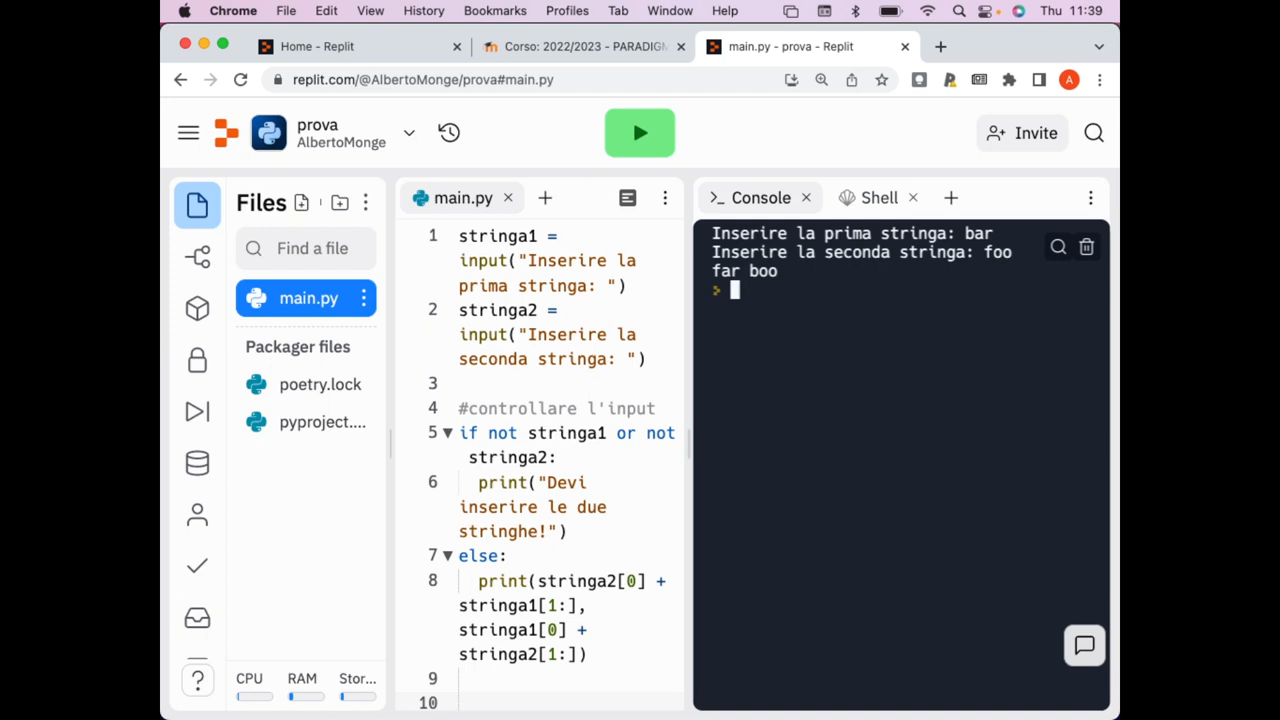 Chrome File Edit View History Bookmarks Profiles Tab Window Help Thu 11:39
Home - Replit
Corso: 2022/2023 - PARADIGM
main.py - prova - Replit
replit.com/@AlbertoMonge/prova#main.py
A
prova
AlbertoMonge
Invite
Files
Find a file
main.py
Packager files
poetry.lock
pyproject....
CPU RAM Stor...
?
main.py
1 stringa1 =
input("Inserire la
prima stringa: ")
2 stringa2 =
input("Inserire la
seconda stringa: ")
3
4 #controllare l'input
5 if not stringa1 or not
stringa2:
6 print("Devi
inserire le due
stringhe!")
7 else:
8 print(stringa2[0] +
stringa1[1:],
stringa1[0] +
stringa2[1:])
9
10
>_ Console
Shell
Inserire la prima stringa: bar
Inserire la seconda stringa: foo
far boo
>